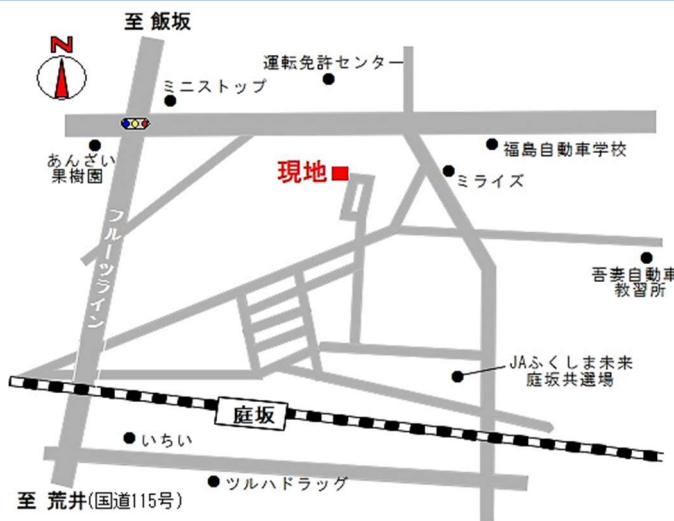 至 飯坂
N
運転免許センター
ミニストップ
あんざい
果樹園
福島自動車学校
現地
ミライズ
フルーツライン
吾妻自動車
教習所
JAふくしま未来
庭坂共選場
庭坂
いちい
ツルハドラッグ
至 荒井(国道115号)